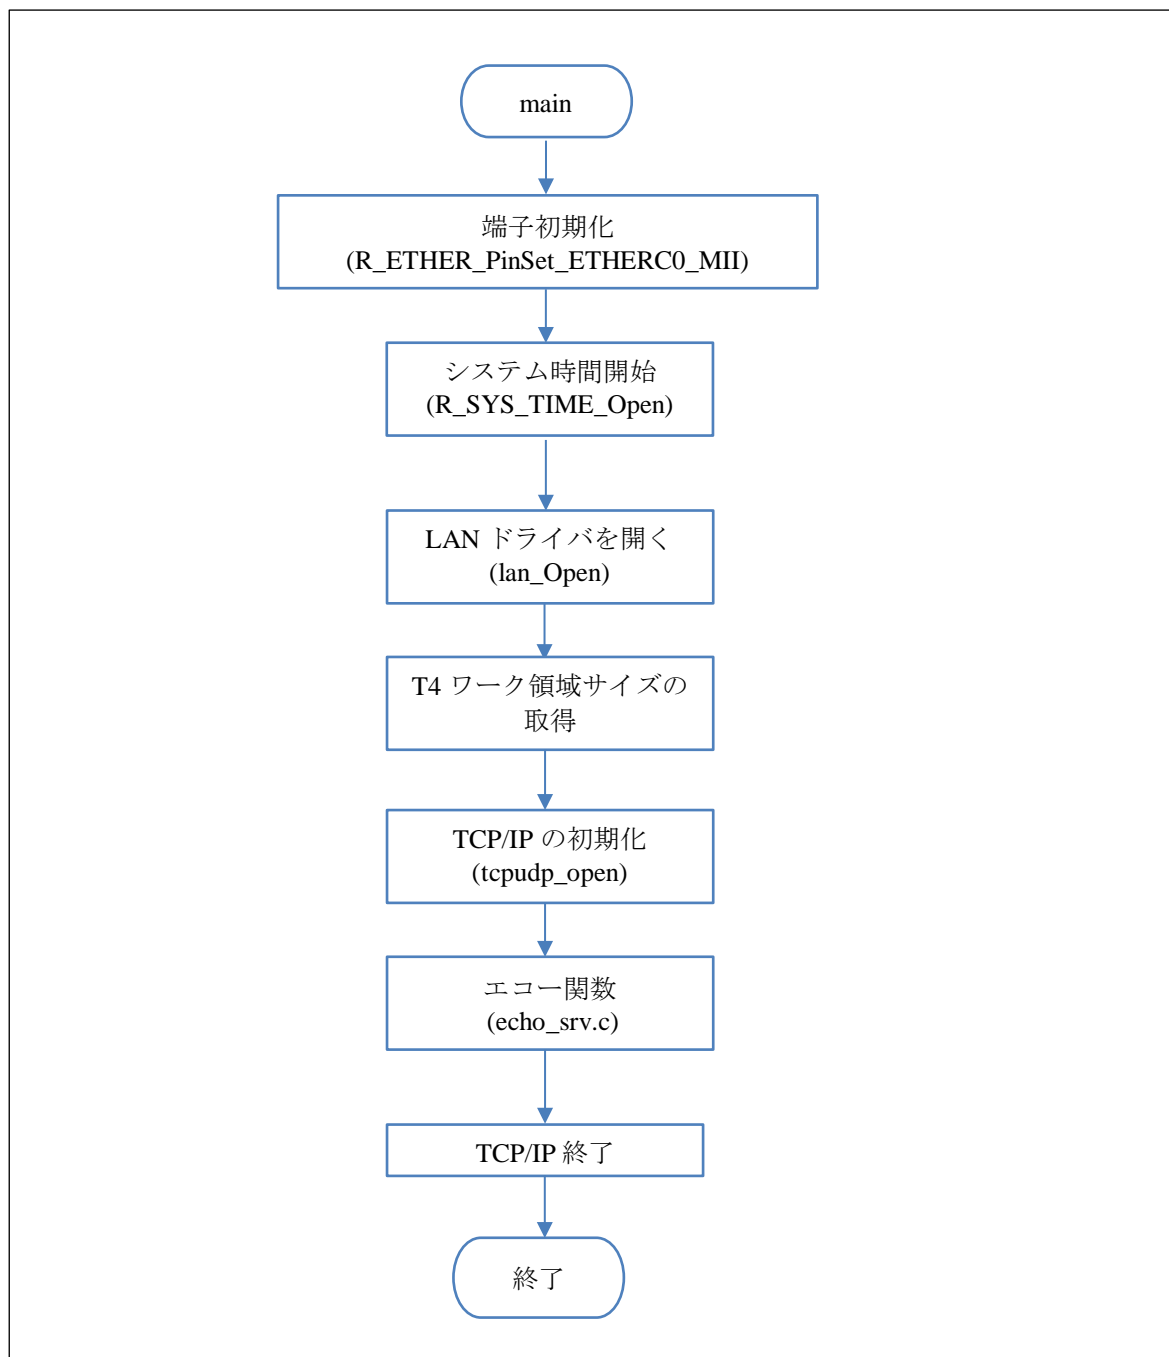 main
端子初期化
(R_ETHER_PinSet_ETHERC0_MII)
システム時間開始
(R_SYS_TIME_Open)
LAN ドライバを開く
(lan_Open)
T4 ワーク領域サイズの
取得
TCP/IP の初期化
(tcpudp_open)
エコー関数
(echo_srv.c)
TCP/IP 終了
終了